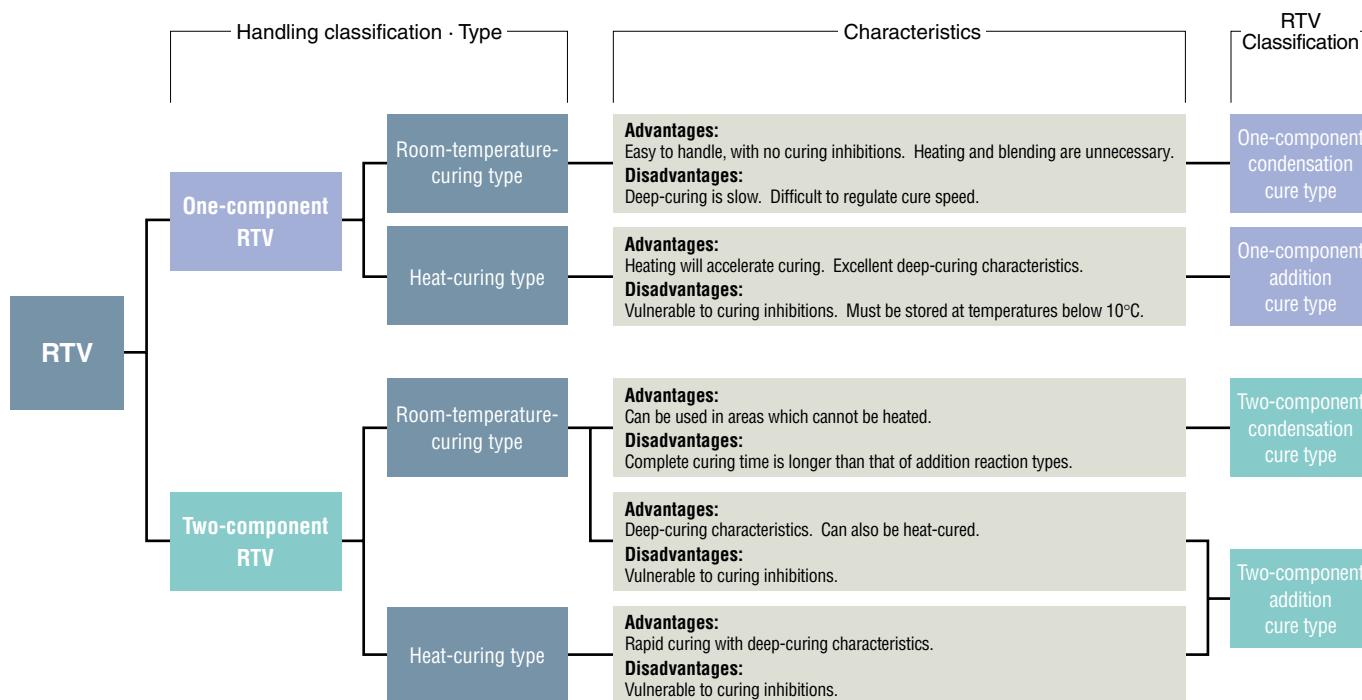 Handling classification · Type
Characteristics
RTV
Classification
RTV
One-component
RTV
Room-temperature-
curing type
Advantages:
Easy to handle, with no curing inhibitions. Heating and blending are unnecessary.
Disadvantages:
Deep-curing is slow. Difficult to regulate cure speed.
One-component
condensation
cure type
Heat-curing type
Advantages:
Heating will accelerate curing. Excellent deep-curing characteristics.
Disadvantages:
Vulnerable to curing inhibitions. Must be stored at temperatures below 10°C.
One-component
addition
cure type
Two-component
RTV
Room-temperature-
curing type
Advantages:
Can be used in areas which cannot be heated.
Disadvantages:
Complete curing time is longer than that of addition reaction types.
Two-component
condensation
cure type
Advantages:
Deep-curing characteristics. Can also be heat-cured.
Disadvantages:
Vulnerable to curing inhibitions.
Heat-curing type
Advantages:
Rapid curing with deep-curing characteristics.
Disadvantages:
Vulnerable to curing inhibitions.
Two-component
addition
cure type